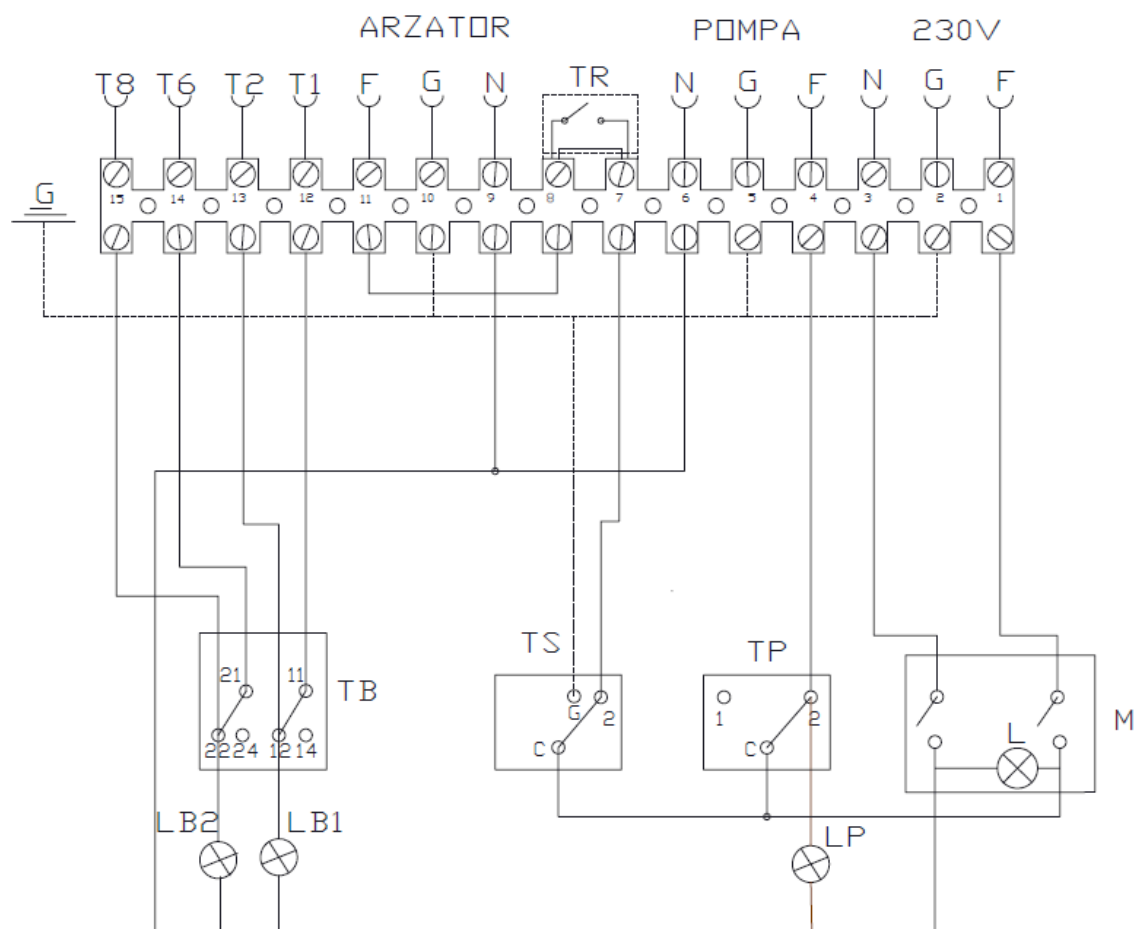 ARZATOR POMPA 230V
T8 T6 T2 T1 F G N TR N G F N G F
G 15 14 13 12 11 10 9 8 7 6 5 4 3 2 1
TS TP
21 11 TB G 2 1 2 M
22 24 12 14 C C L
LB2 LB1 LP